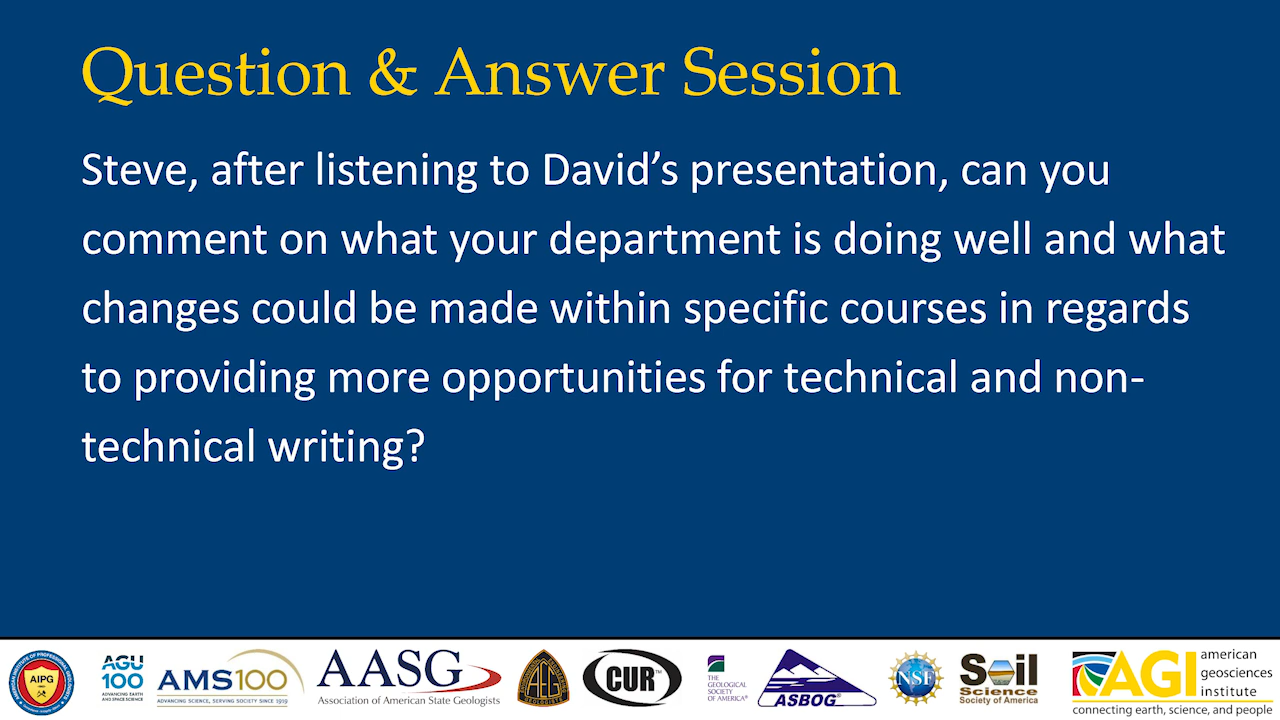 Question & Answer Session
Steve, after listening to David’s presentation, can you
comment on what your department is doing well and what
changes could be made within specific courses in regards
to providing more opportunities for technical and non-
technical writing?
AIPG
AGU
100
ADVANCING EARTH
AND SPACE SCIENCE
AMS100
ADVANCING SCIENCE, SERVING SOCIETY SINCE 1919
AASG
Association of American State Geologists
AEG
CUR
THE
GEOLOGICAL
SOCIETY
OF AMERICA®
ASBOG®
NSF
Soil
Science
Society of America
AGI
american
geosciences
institute
connecting earth, science, and people